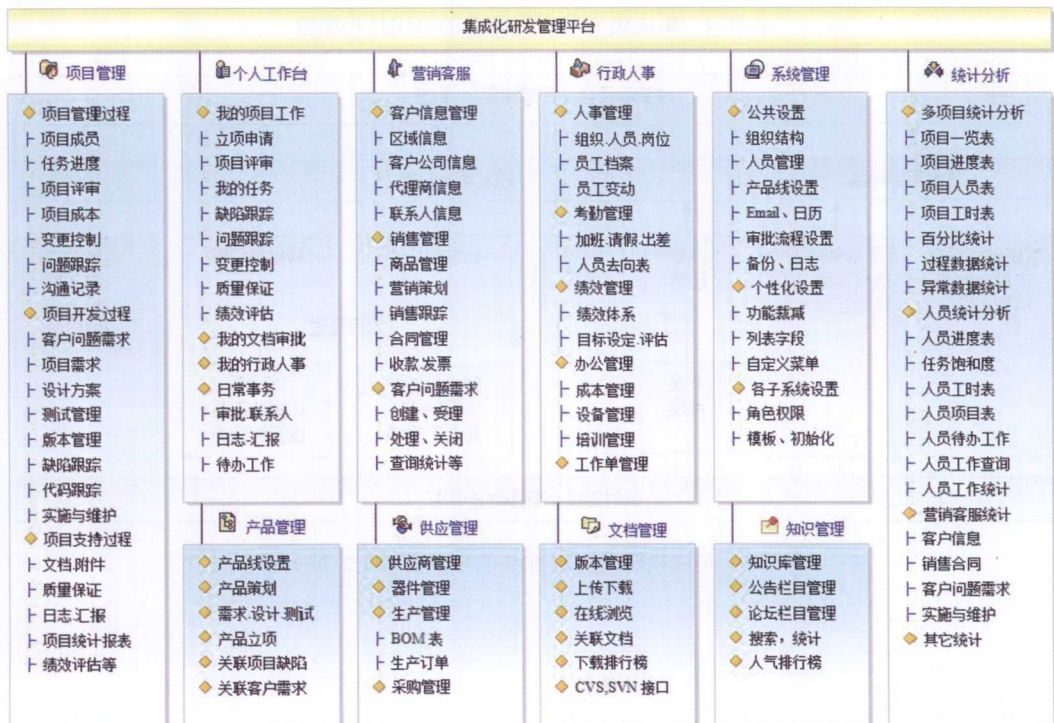 集成化研发管理平台
项目管理
项目管理过程
项目成员
任务进度
项目评审
项目成本
变更控制
问题跟踪
沟通记录
项目开发过程
客户问题需求
项目需求
设计方案
测试管理
版本管理
缺陷跟踪
代码跟踪
实施与维护
项目支持过程
文档.附件
质量保证
日志.汇报
项目统计报表
绩效评估等
个人工作台
我的项目工作
立项申请
项目评审
我的任务
缺陷跟踪
问题跟踪
变更控制
质量保证
绩效评估
我的文档审批
我的行政人事
日常事务
审批.联系人
日志-汇报
待办工作
产品管理
产品线设置
产品策划
需求.设计.测试
产品立项
关联项目缺陷
关联客户需求
营销客服
客户信息管理
区域信息
客户公司信息
代理商信息
联系人信息
销售管理
商品管理
营销策划
销售跟踪
合同管理
收款.发票
客户问题需求
创建、受理
处理、关闭
查询统计等
供应管理
供应商管理
器件管理
生产管理
BOM 表
生产订单
采购管理
行政人事
人事管理
组织.人员.岗位
员工档案
员工变动
考勤管理
加班.请假.出差
人员去向表
绩效管理
绩效体系
目标设定.评估
办公管理
成本管理
设备管理
培训管理
工作单管理
文档管理
版本管理
上传下载
在线浏览
关联文档
下载排行榜
CVS,SVN 接口
系统管理
公共设置
组织结构
人员管理
产品线设置
Email、日历
审批流程设置
备份、日志
个性化设置
功能裁减
列表字段
自定义菜单
各子系统设置
角色权限
模板、初始化
知识管理
知识库管理
公告栏目管理
论坛栏目管理
搜索，统计
人气排行榜
统计分析
多项目统计分析
项目一览表
项目进度表
项目人员表
项目工时表
百分比统计
过程数据统计
异常数据统计
人员统计分析
人员进度表
任务饱和度
人员工时表
人员项目表
人员待办工作
人员工作查询
人员工作统计
营销客服统计
客户信息
销售合同
客户问题需求
实施与维护
其它统计